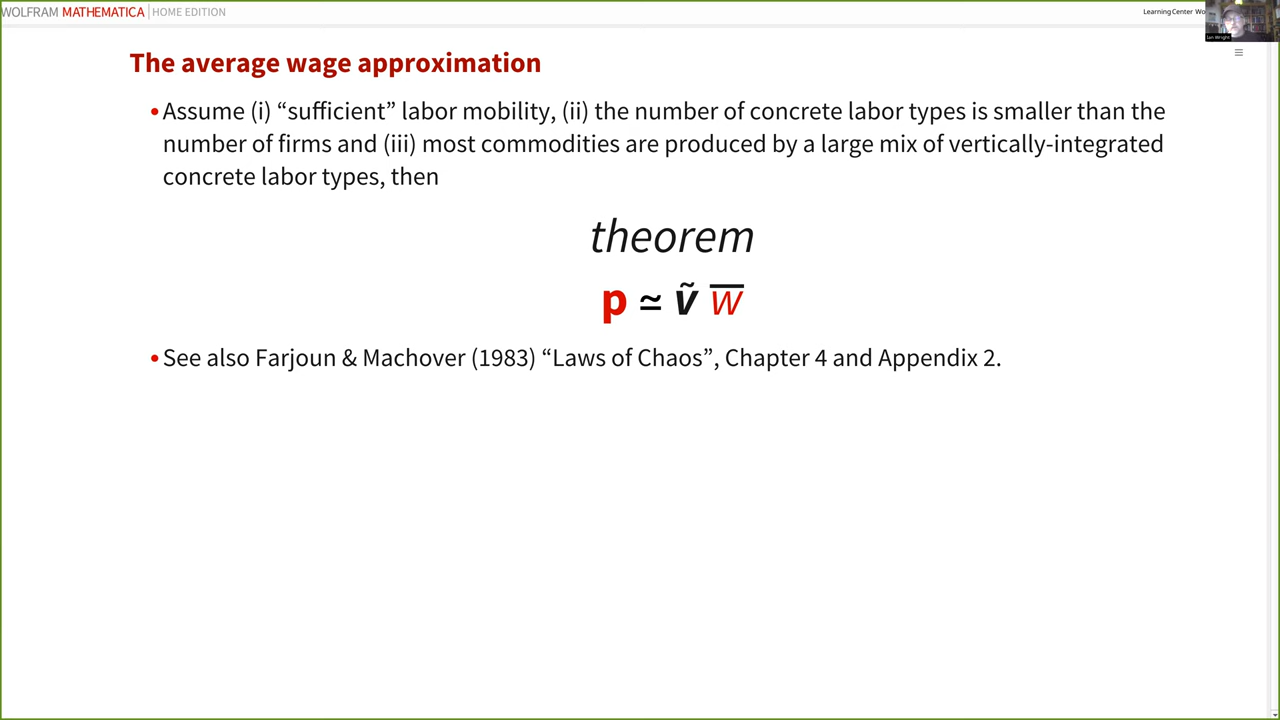 WOLFRAM MATHEMATICA | HOME EDITION
Learning Center Wo
Ian Wright
The average wage approximation
•Assume (i) “sufficient” labor mobility, (ii) the number of concrete labor types is smaller than the
number of firms and (iii) most commodities are produced by a large mix of vertically-integrated
concrete labor types, then
theorem
p ≃ ṽ w̅
•See also Farjoun & Machover (1983) “Laws of Chaos”, Chapter 4 and Appendix 2.